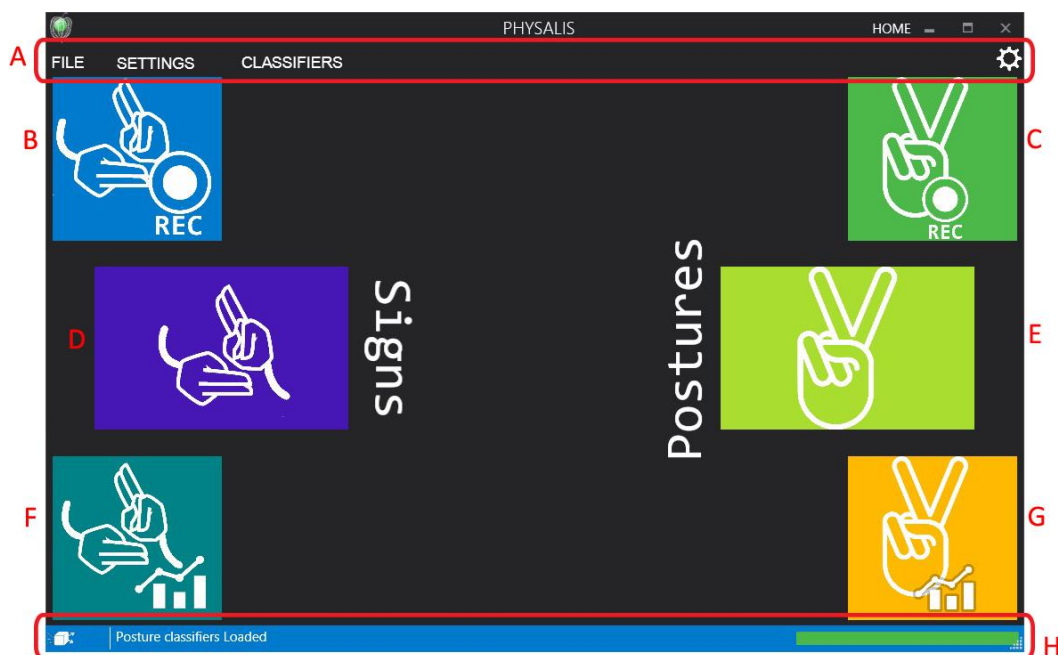 PHYSALIS
HOME
A
FILE SETTINGS CLASSIFIERS
B
REC
C
REC
D
Signs
Postures
E
F
G
Posture classifiers Loaded
H